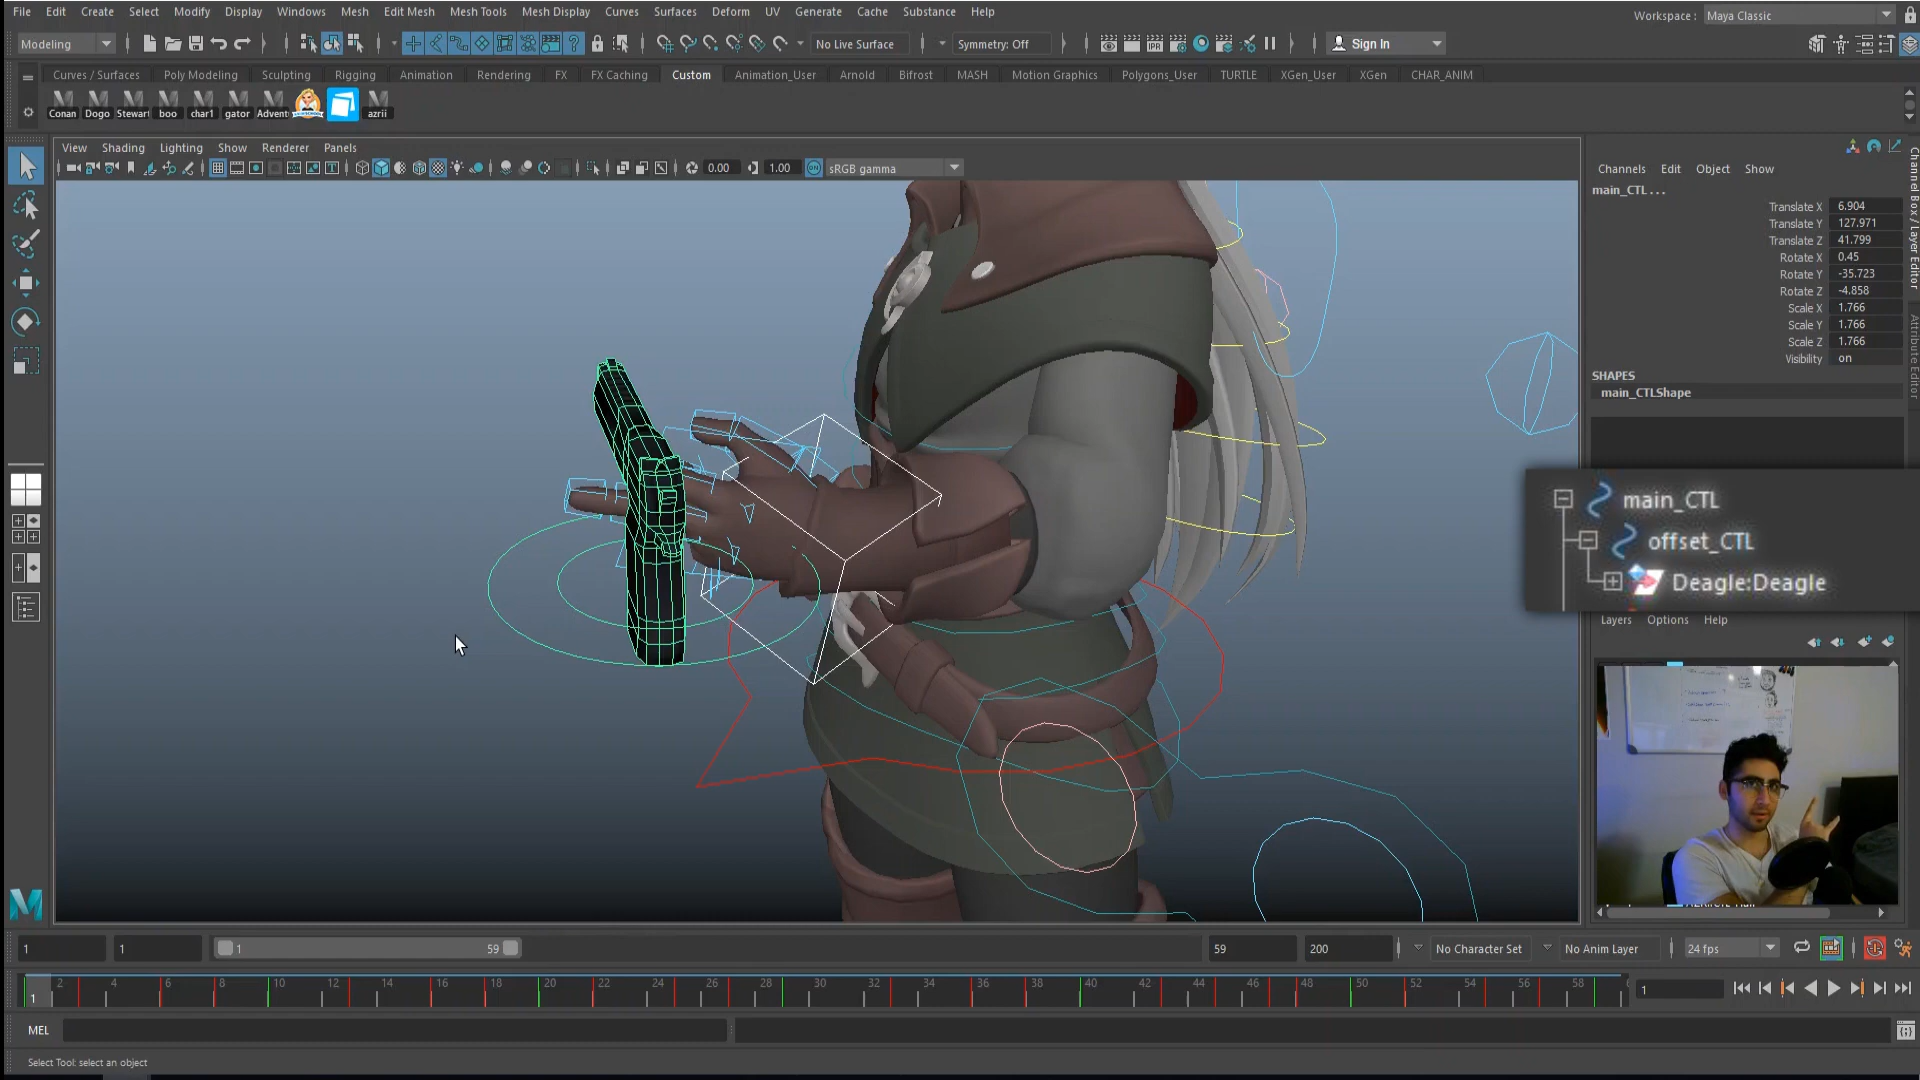 File Edit Create Select Modify Display Windows Mesh Edit Mesh Mesh Tools Mesh Display Curves Surfaces Deform UV Generate Cache Substance Help
Workspace : Maya Classic
Modeling No Live Surface Symmetry: Off Sign In
Curves / Surfaces Poly Modeling Sculpting Rigging Animation Rendering FX FX Caching Custom Animation_User Arnold Bifrost MASH Motion Graphics Polygons_User TURTLE XGen_User XGen CHAR_ANIM
Conan Dogo Stewart boo char1 gator Advent azrii
View Shading Lighting Show Renderer Panels
0.00 1.00 sRGB gamma
Channels Edit Object Show
main_CTL . . .
Translate X 6.904
Translate Y 127.971
Translate Z 41.799
Rotate X 0.45
Rotate Y -35.723
Rotate Z -4.858
Scale X 1.766
Scale Y 1.766
Scale Z 1.766
Visibility on
SHAPES
main_CTLShape
Channel Box / Layer Editor
Attribute Editor
main_CTL
offset_CTL
Deagle:Deagle
Layers Options Help
1 1 1 59 59 200 No Character Set No Anim Layer 24 fps
2 4 6 8 10 12 14 16 18 20 22 24 26 28 30 32 34 36 38 40 42 44 46 48 50 52 54 56 58
1 1
MEL
Select Tool: select an object